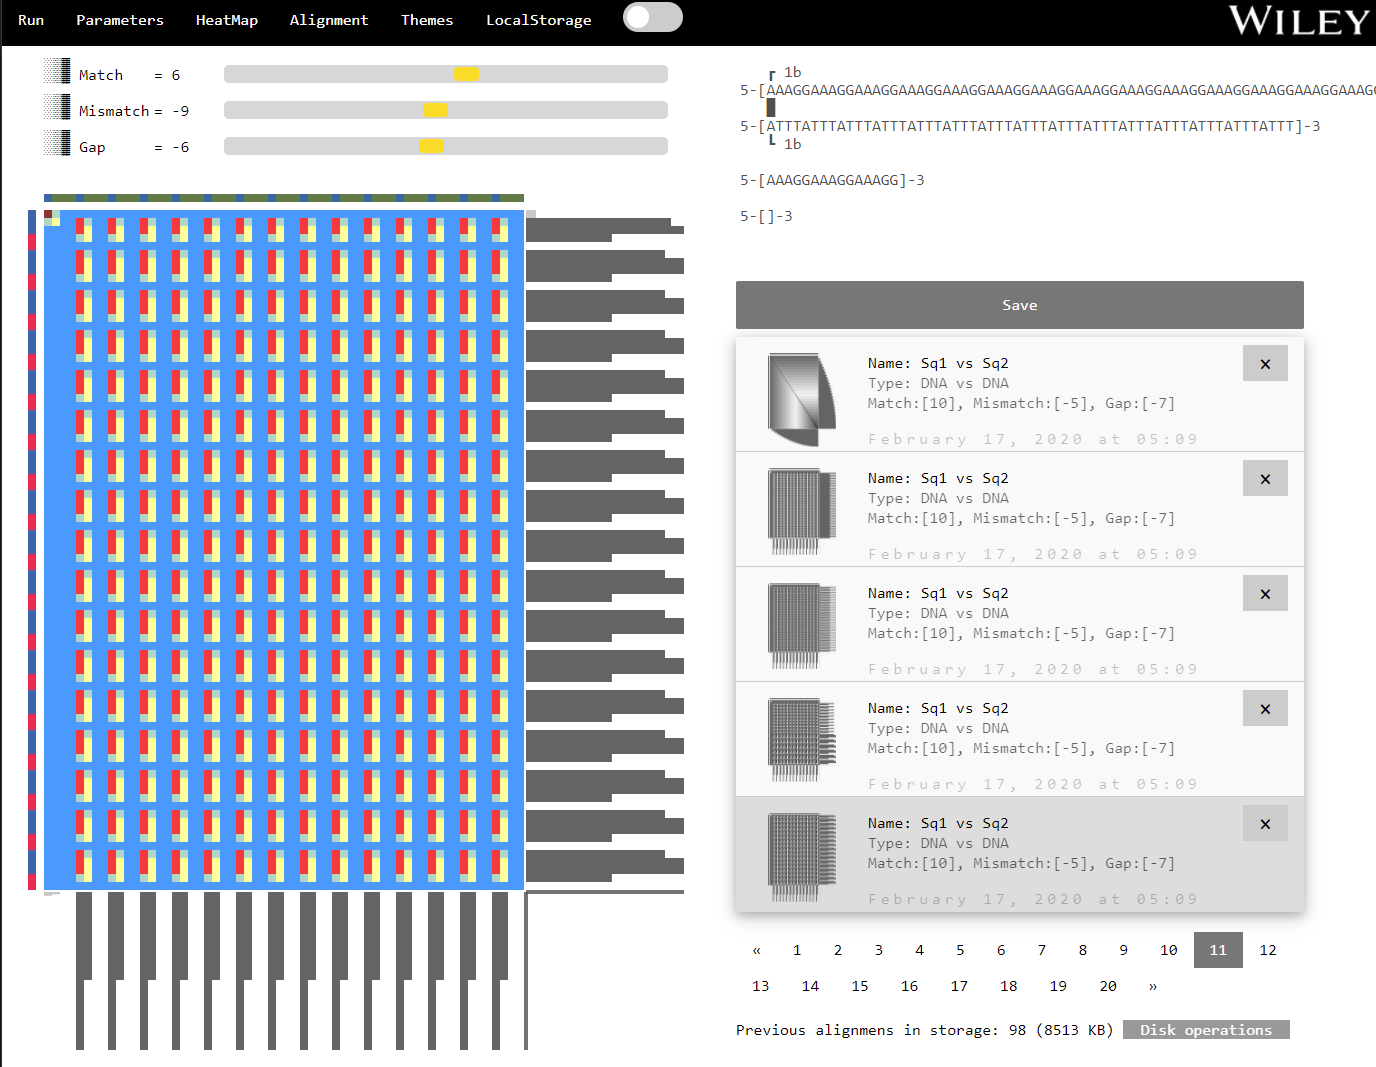 Run Parameters HeatMap Alignment Themes LocalStorage WILEY
Match = 6
Mismatch = -9
Gap = -6
1b
5-[AAAGGAAAGGAAAGGAAAGGAAAGGAAAGGAAAGGAAAGGAAAGGAAAGGAAAGGAAAGGAAAGGAAAGG
5-[ATTTATTTATTTATTTATTTATTTATTTATTTATTTATTTATTTATTTATTTATTTATTT]-3
1b
5-[AAAGGAAAGGAAAGG]-3
5-[]-3
Save
Name: Sq1 vs Sq2
×
Type: DNA vs DNA
Match:[10], Mismatch:[-5], Gap:[-7]
February 17, 2020 at 05:09
Name: Sq1 vs Sq2
×
Type: DNA vs DNA
Match:[10], Mismatch:[-5], Gap:[-7]
February 17, 2020 at 05:09
Name: Sq1 vs Sq2
×
Type: DNA vs DNA
Match:[10], Mismatch:[-5], Gap:[-7]
February 17, 2020 at 05:09
Name: Sq1 vs Sq2
×
Type: DNA vs DNA
Match:[10], Mismatch:[-5], Gap:[-7]
February 17, 2020 at 05:09
Name: Sq1 vs Sq2
×
Type: DNA vs DNA
Match:[10], Mismatch:[-5], Gap:[-7]
February 17, 2020 at 05:09
« 1 2 3 4 5 6 7 8 9 10 11 12
13 14 15 16 17 18 19 20 »
Previous alignmens in storage: 98 (8513 KB) Disk operations